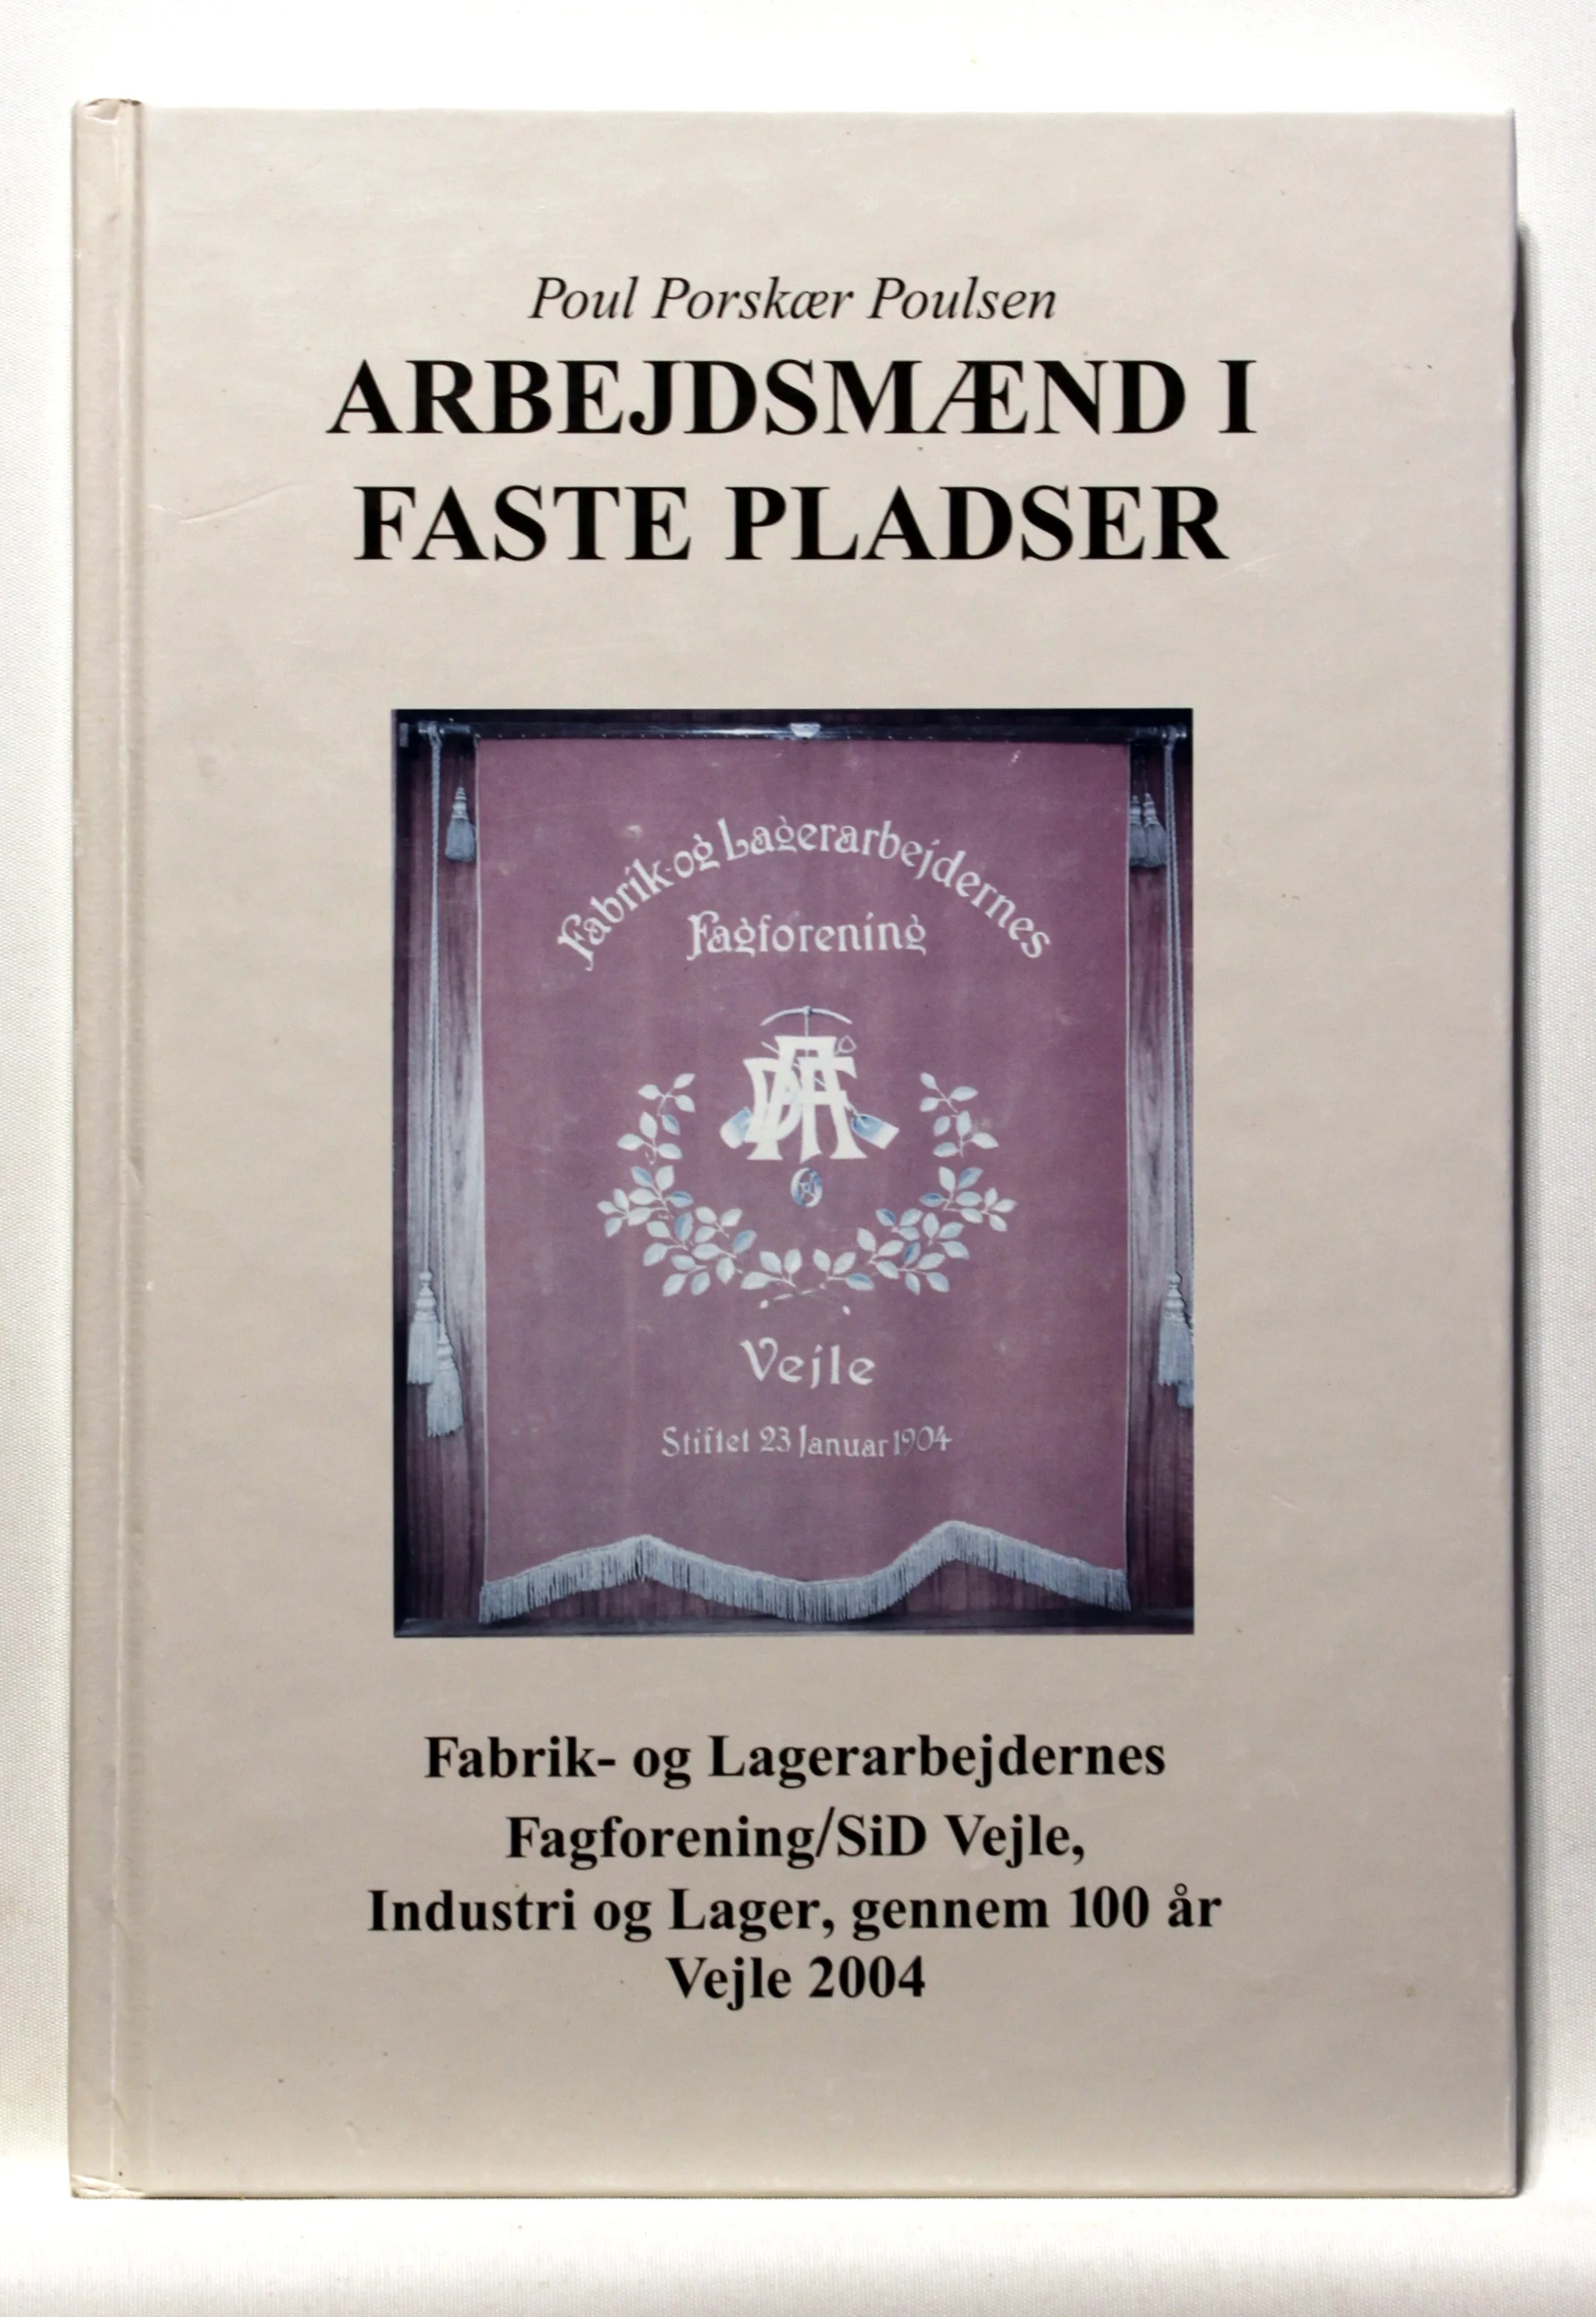 Poul Porskær Poulsen
ARBEJDSMÆND I
FASTE PLADSER
Fabrik-og Lagerarbejdernes
Fagforening
DAF
Vejle
Stiftet 23 Januar 1904
Fabrik- og Lagerarbejdernes
Fagforening/SiD Vejle,
Industri og Lager, gennem 100 år
Vejle 2004